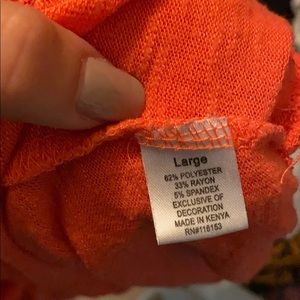 Large
62% POLYESTER
33% RAYON
5% SPANDEX
EXCLUSIVE OF
DECORATION
MADE IN KENYA
RN#116153